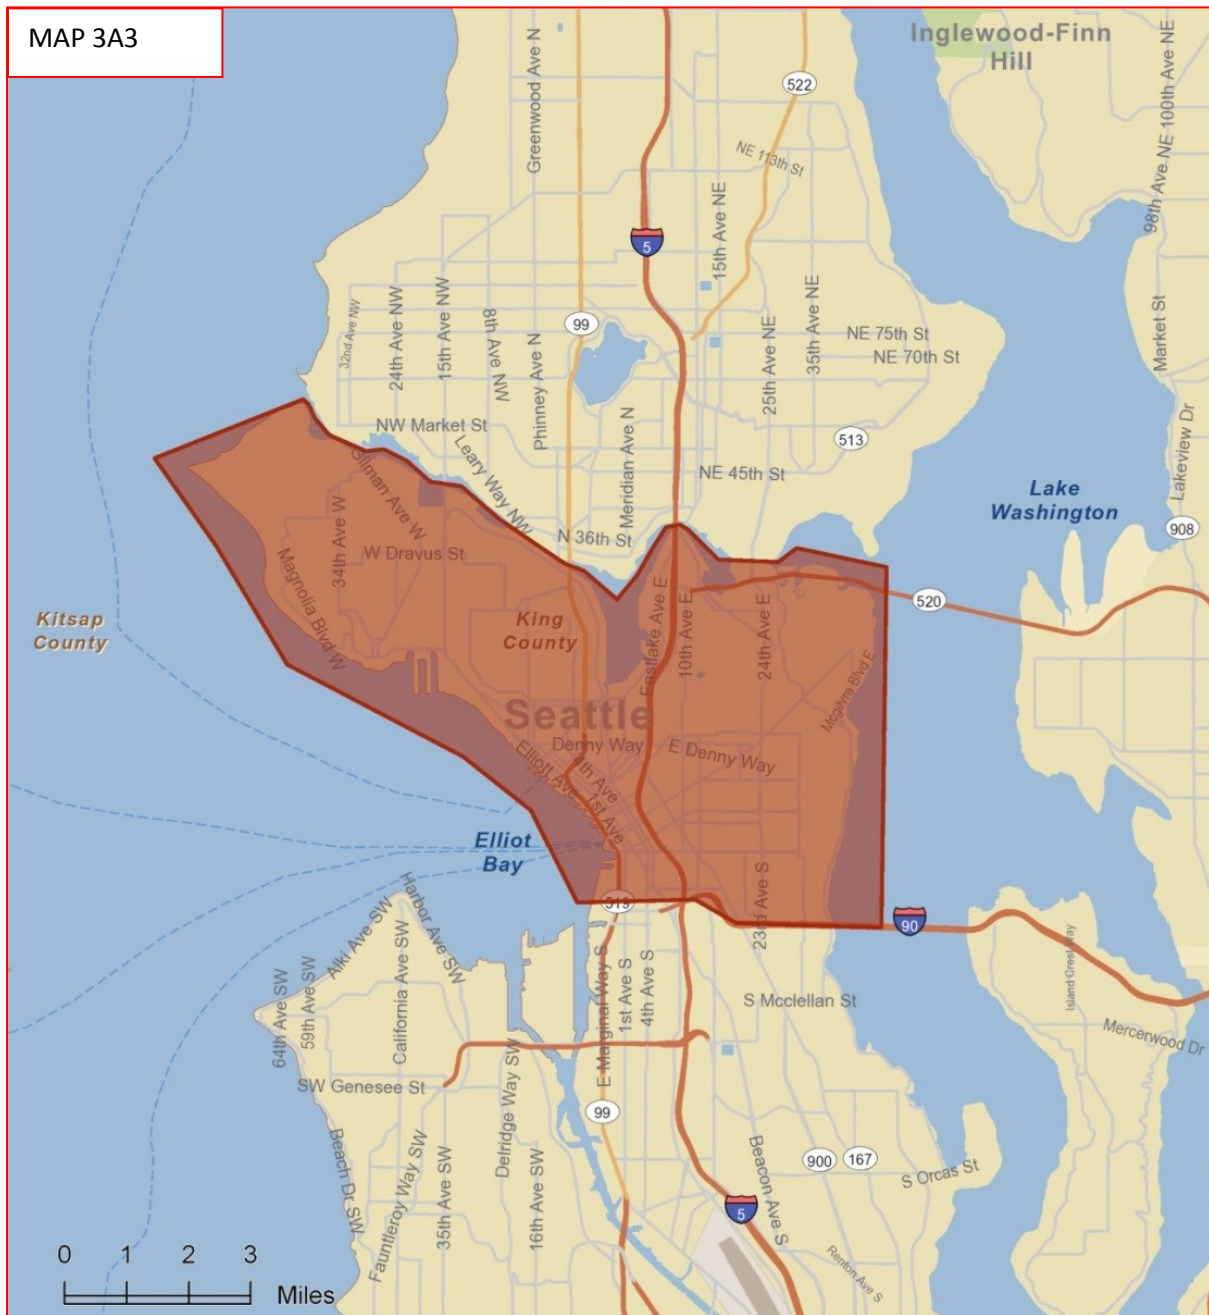 MAP 3A3
Inglewood-Finn
Hill
Greenwood Ave N
522
98th Ave NE 100th Ave NE
NE 113th St
15th Ave NE
5
99
32nd Ave NW
24th Ave NW
15th Ave NW
8th Ave NW
Phinney Ave N
25th Ave NE
35th Ave NE
NE 75th St
NE 70th St
Market St
NW Market St
Leary Way NW
Meridian Ave N
513
NE 45th St
Lakeview Dr
Gilman Ave W
Lake
Washington
34th Ave W
N 36th St
908
W Dravus St
Magnolia Blvd W
Kitsap
County
King
County
Eastlake Ave E
10th Ave E
24th Ave E
520
Mcgilvra Blvd E
Seattle
Denny Way
E Denny Way
Elliott Ave
4th Ave
1st Ave
Elliot
Bay
519
23rd Ave S
90
Harbor Ave SW
Alki Ave SW
California Ave SW
E Marginal Way S
1st Ave S
4th Ave S
Island Crest Way
64th Ave SW
59th Ave SW
S Mcclellan St
Mercerwood Dr
SW Genesee St
Delridge Way SW
99
Beach Dr SW
Fauntleroy Way SW
35th Ave SW
16th Ave SW
Beacon Ave S
900
167
S Orcas St
5
Renton Ave S
0 1 2 3
Miles